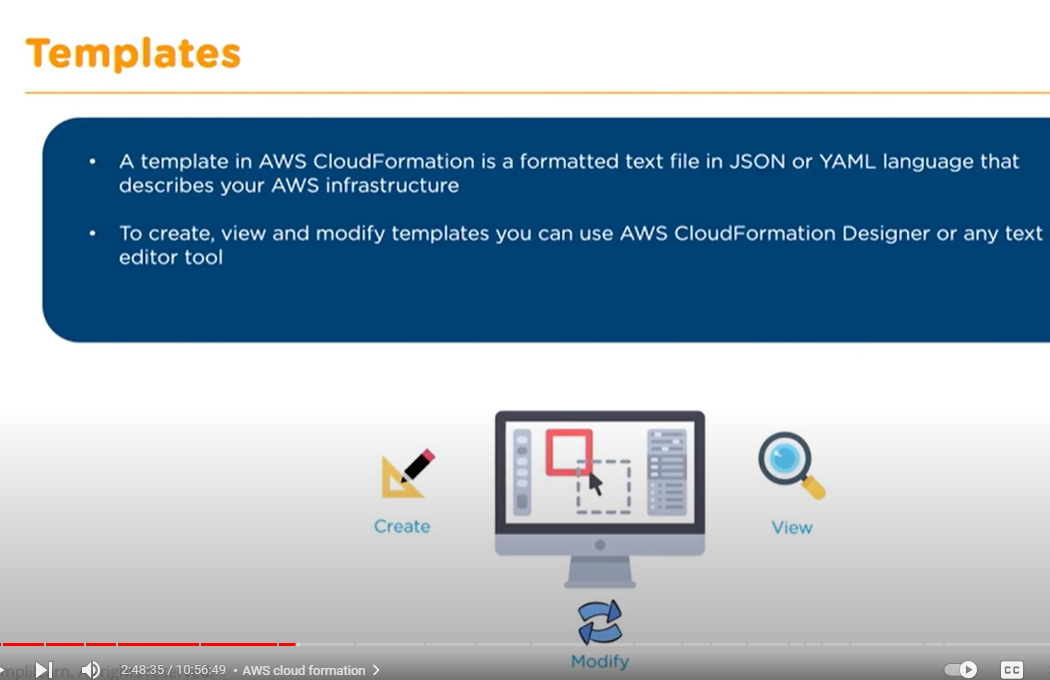 Templates
• A template in AWS CloudFormation is a formatted text file in JSON or YAML language that
describes your AWS infrastructure
• To create, view and modify templates you can use AWS CloudFormation Designer or any text
editor tool
Create
View
Modify
2:48:35 / 10:56:49 • AWS cloud formation
CC